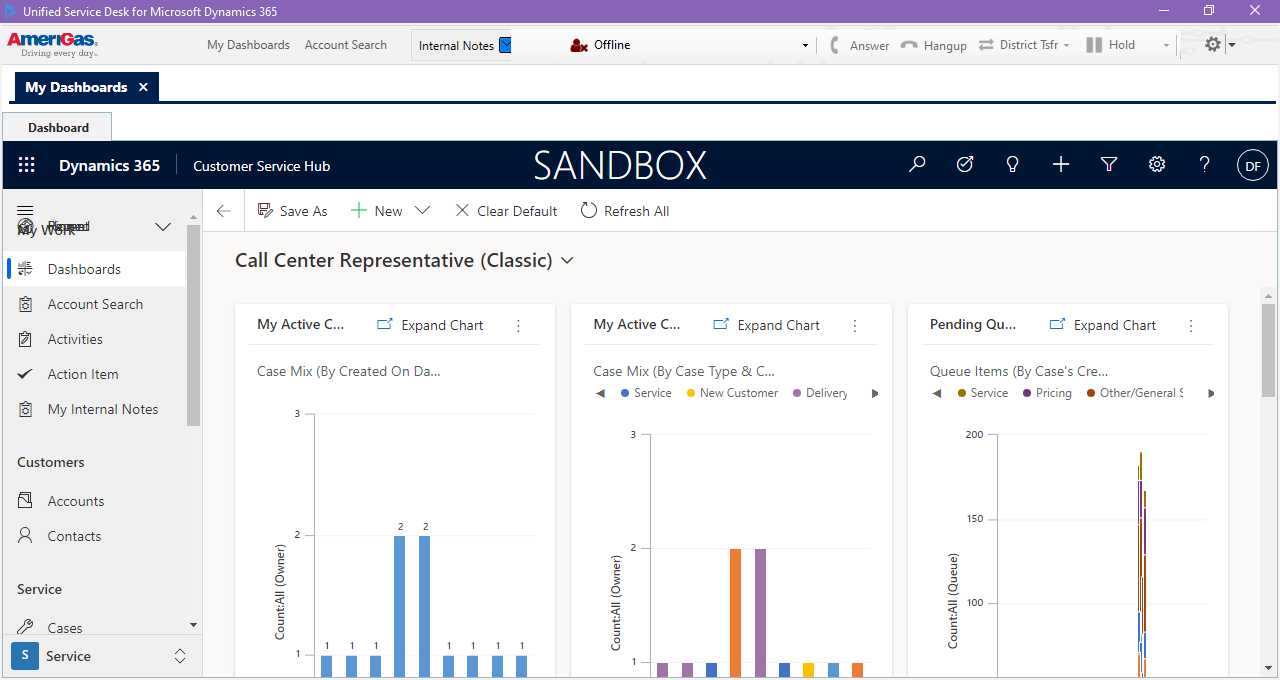 Unified Service Desk for Microsoft Dynamics 365
AmeriGas
Driving every day..
My Dashboards
Account Search
Internal Notes
Offline
Answer
Hangup
District Tsfr
Hold
My Dashboards
Dashboard
Dynamics 365
Customer Service Hub
SANDBOX
DF
My Work
Save As
New
Clear Default
Refresh All
Dashboards
Account Search
Activities
Action Item
My Internal Notes
Customers
Accounts
Contacts
Service
Cases
S
Service
Call Center Representative (Classic)
My Active C...
Expand Chart
Case Mix (By Created On Da...
3
2
2
2
1
1
1
1
1
1
1
1
Count:All (Owner)
My Active C...
Expand Chart
Case Mix (By Case Type & C...
Service
New Customer
Delivery
3
2
1
Count:All (Owner)
Pending Qu...
Expand Chart
Queue Items (By Case's Cre...
Service
Pricing
Other/General S
200
150
100
Count:All (Queue)